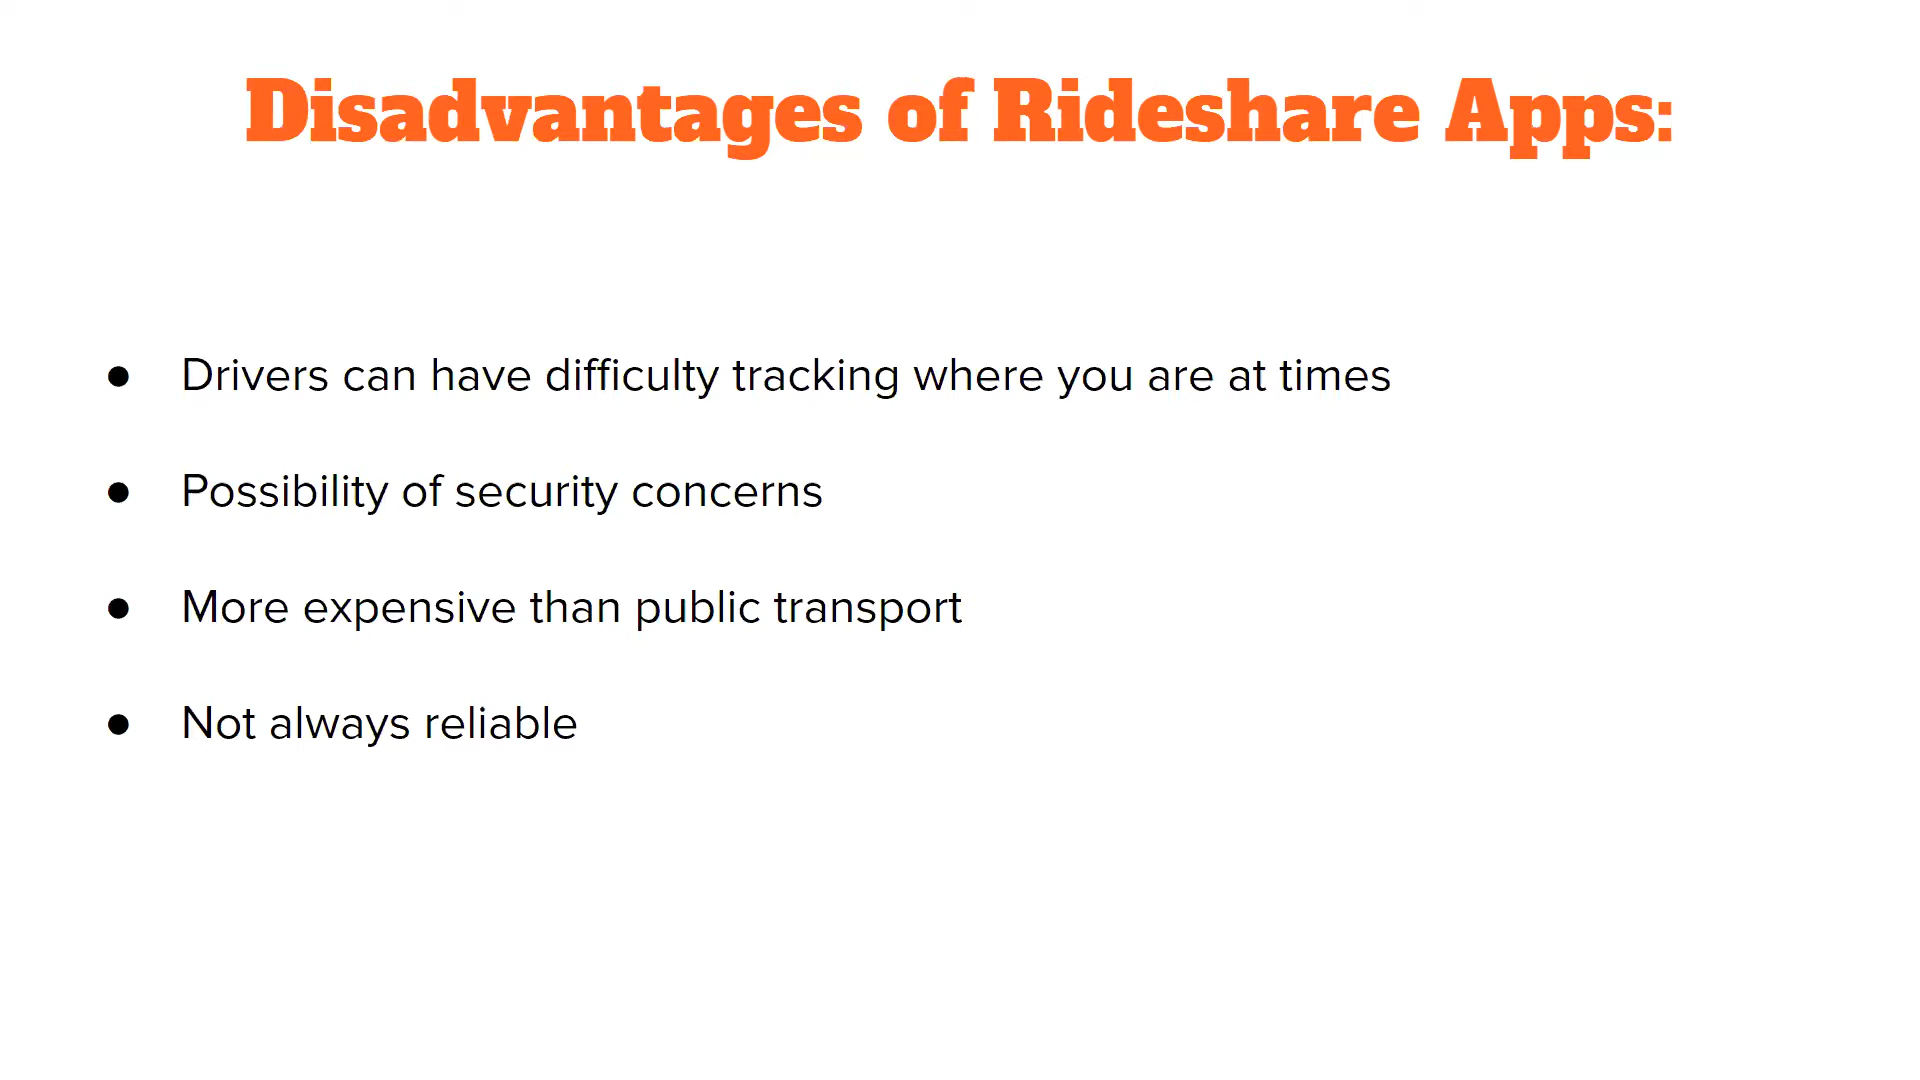 Disadvantages of Rideshare Apps:
● Drivers can have difficulty tracking where you are at times
● Possibility of security concerns
● More expensive than public transport
● Not always reliable